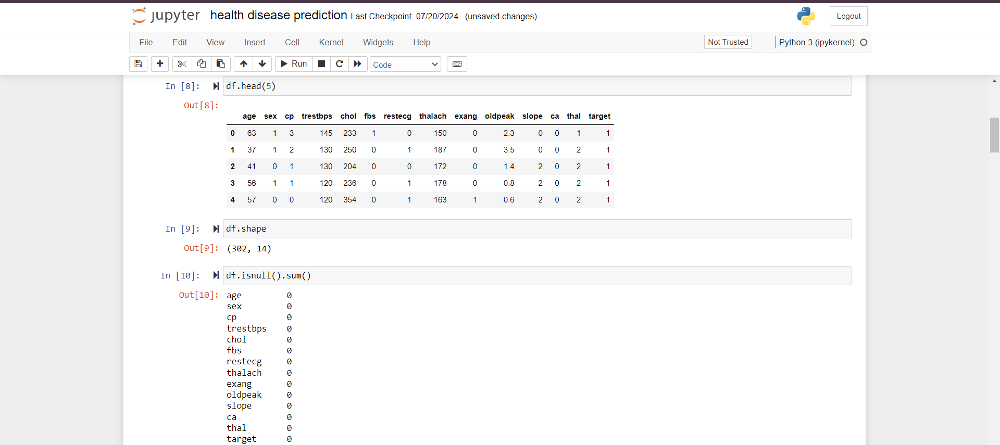 jupyter health disease prediction Last Checkpoint: 07/20/2024 (unsaved changes) Logout
File Edit View Insert Cell Kernel Widgets Help Not Trusted Python 3 (ipykernel)
Run Code
In [8]: df.head(5)
Out[8]:
age sex cp trestbps chol fbs restecg thalach exang oldpeak slope ca thal target
0 63 1 3 145 233 1 0 150 0 2.3 0 0 1 1
1 37 1 2 130 250 0 1 187 0 3.5 0 0 2 1
2 41 0 1 130 204 0 0 172 0 1.4 2 0 2 1
3 56 1 1 120 236 0 1 178 0 0.8 2 0 2 1
4 57 0 0 120 354 0 1 163 1 0.6 2 0 2 1
In [9]: df.shape
Out[9]: (302, 14)
In [10]: df.isnull().sum()
Out[10]: age 0
sex 0
cp 0
trestbps 0
chol 0
fbs 0
restecg 0
thalach 0
exang 0
oldpeak 0
slope 0
ca 0
thal 0
target 0